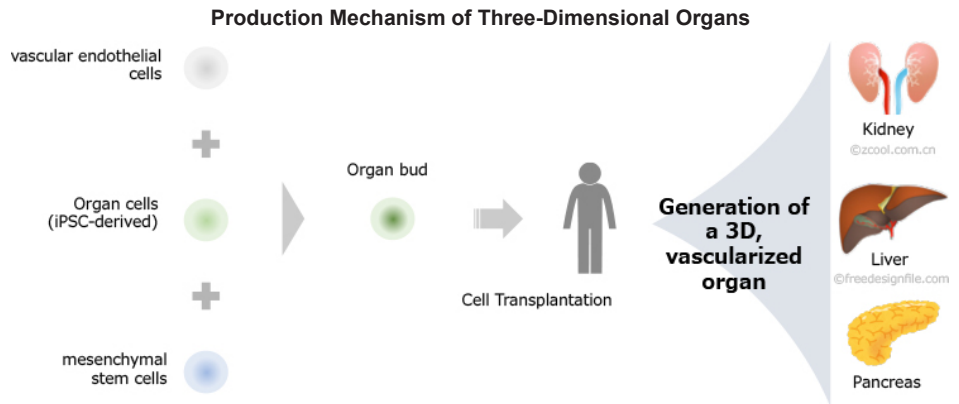 Production Mechanism of Three-Dimensional Organs
vascular endothelial
cells
Organ cells
(iPSC-derived)
mesenchymal
stem cells
Organ bud
Cell Transplantation
Generation of
a 3D,
vascularized
organ
Kidney
©zcool.com.cn
Liver
©freedesignfile.com
Pancreas